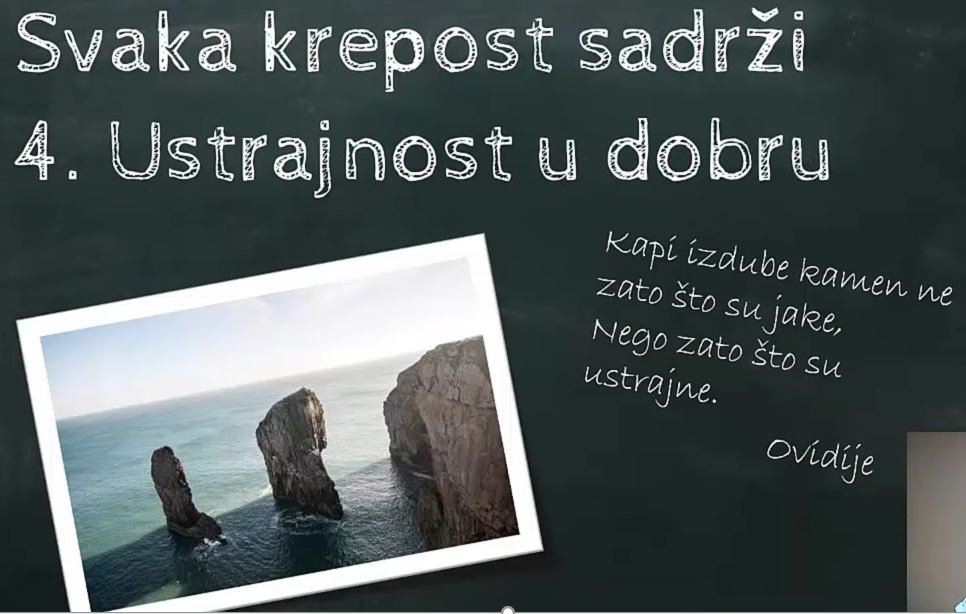 Svaka krepost sadrži
4. Ustrajnost u dobru
Kapi izdube kamen ne
zato što su jake,
Nego zato što su
ustrajne.
Ovidije